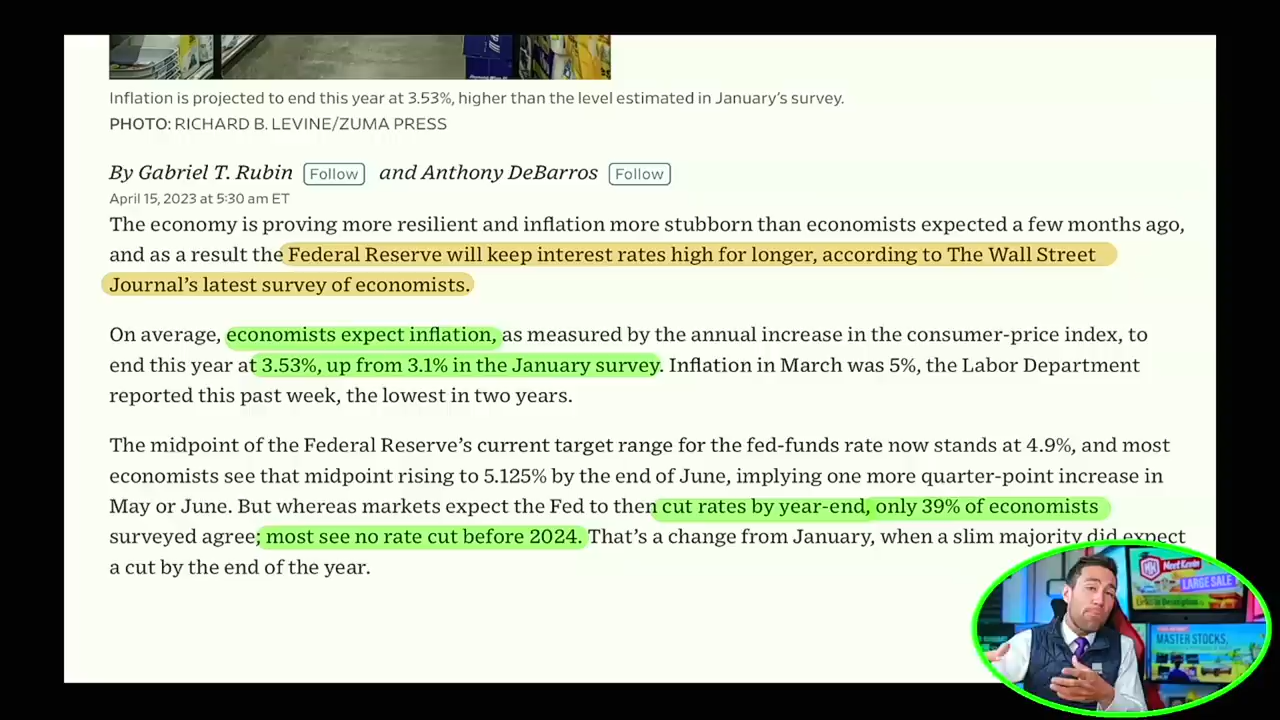 Inflation is projected to end this year at 3.53%, higher than the level estimated in January's survey.
PHOTO: RICHARD B. LEVINE/ZUMA PRESS
By Gabriel T. Rubin Follow and Anthony DeBarros Follow
April 15, 2023 at 5:30 am ET
The economy is proving more resilient and inflation more stubborn than economists expected a few months ago,
and as a result the Federal Reserve will keep interest rates high for longer, according to The Wall Street
Journal's latest survey of economists.
On average, economists expect inflation, as measured by the annual increase in the consumer-price index, to
end this year at 3.53%, up from 3.1% in the January survey. Inflation in March was 5%, the Labor Department
reported this past week, the lowest in two years.
The midpoint of the Federal Reserve's current target range for the fed-funds rate now stands at 4.9%, and most
economists see that midpoint rising to 5.125% by the end of June, implying one more quarter-point increase in
May or June. But whereas markets expect the Fed to then cut rates by year-end, only 39% of economists
surveyed agree; most see no rate cut before 2024. That's a change from January, when a slim majority did expect
a cut by the end of the year.
Meet Kevin
LARGE SALE
MASTER STOCKS,